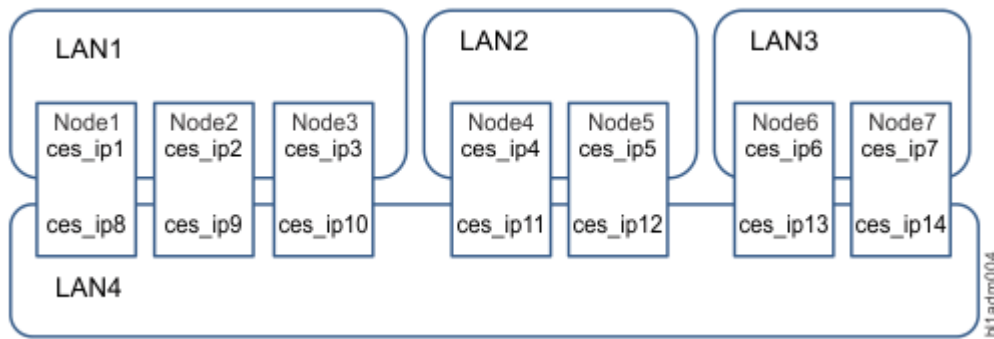 LAN1
LAN2
LAN3
Node1
ces_ip1
ces_ip8
Node2
ces_ip2
ces_ip9
Node3
ces_ip3
ces_ip10
Node4
ces_ip4
ces_ip11
Node5
ces_ip5
ces_ip12
Node6
ces_ip6
ces_ip13
Node7
ces_ip7
ces_ip14
LAN4
bl1adm004